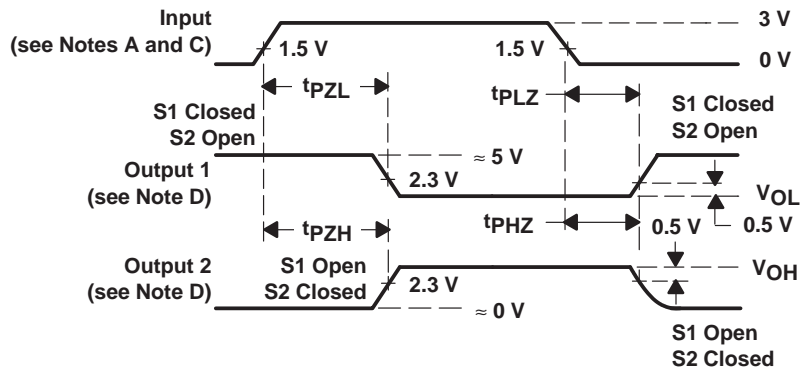 Input
(see Notes A and C)
3 V
1.5 V
1.5 V
0 V
tPZL
tPLZ
S1 Closed
S2 Open
S1 Closed
S2 Open
≈ 5 V
Output 1
(see Note D)
2.3 V
VOL
0.5 V
tPZH
tPHZ
0.5 V
Output 2
(see Note D)
S1 Open
S2 Closed
2.3 V
VOH
≈ 0 V
S1 Open
S2 Closed